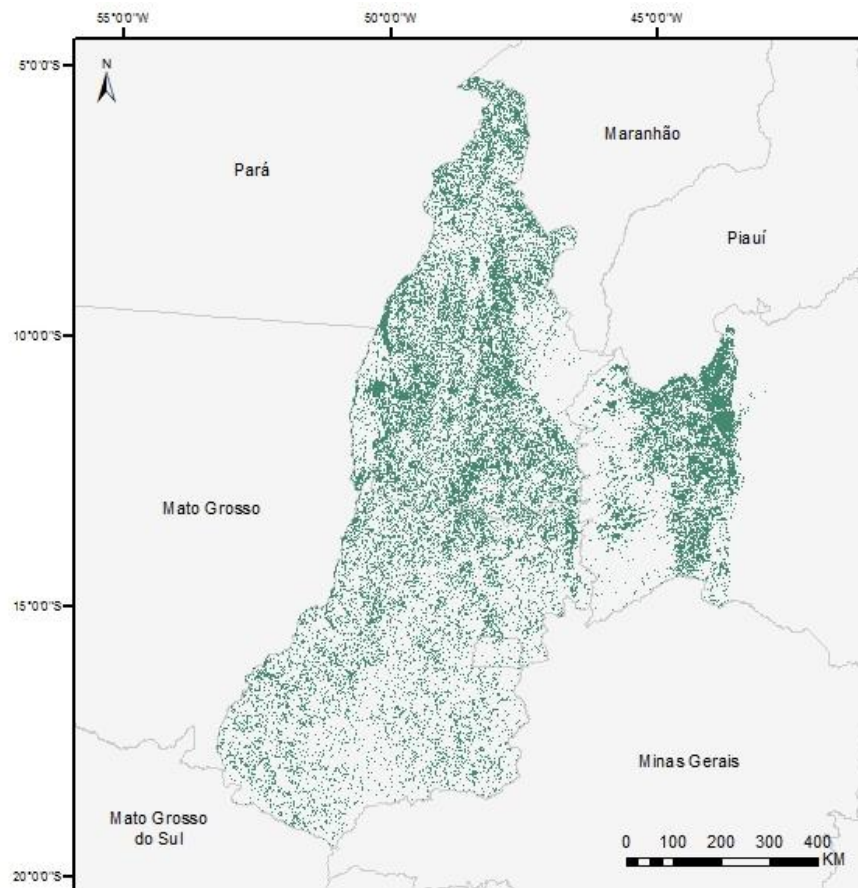 55°0'0"W
50°0'0"W
45°0'0"W
5°0'0"S
N
Maranhão
Pará
Piauí
10°0'0"S
Mato Grosso
15°0'0"S
Minas Gerais
Mato Grosso
do Sul
0 100 200 300 400
KM
20°0'0"S